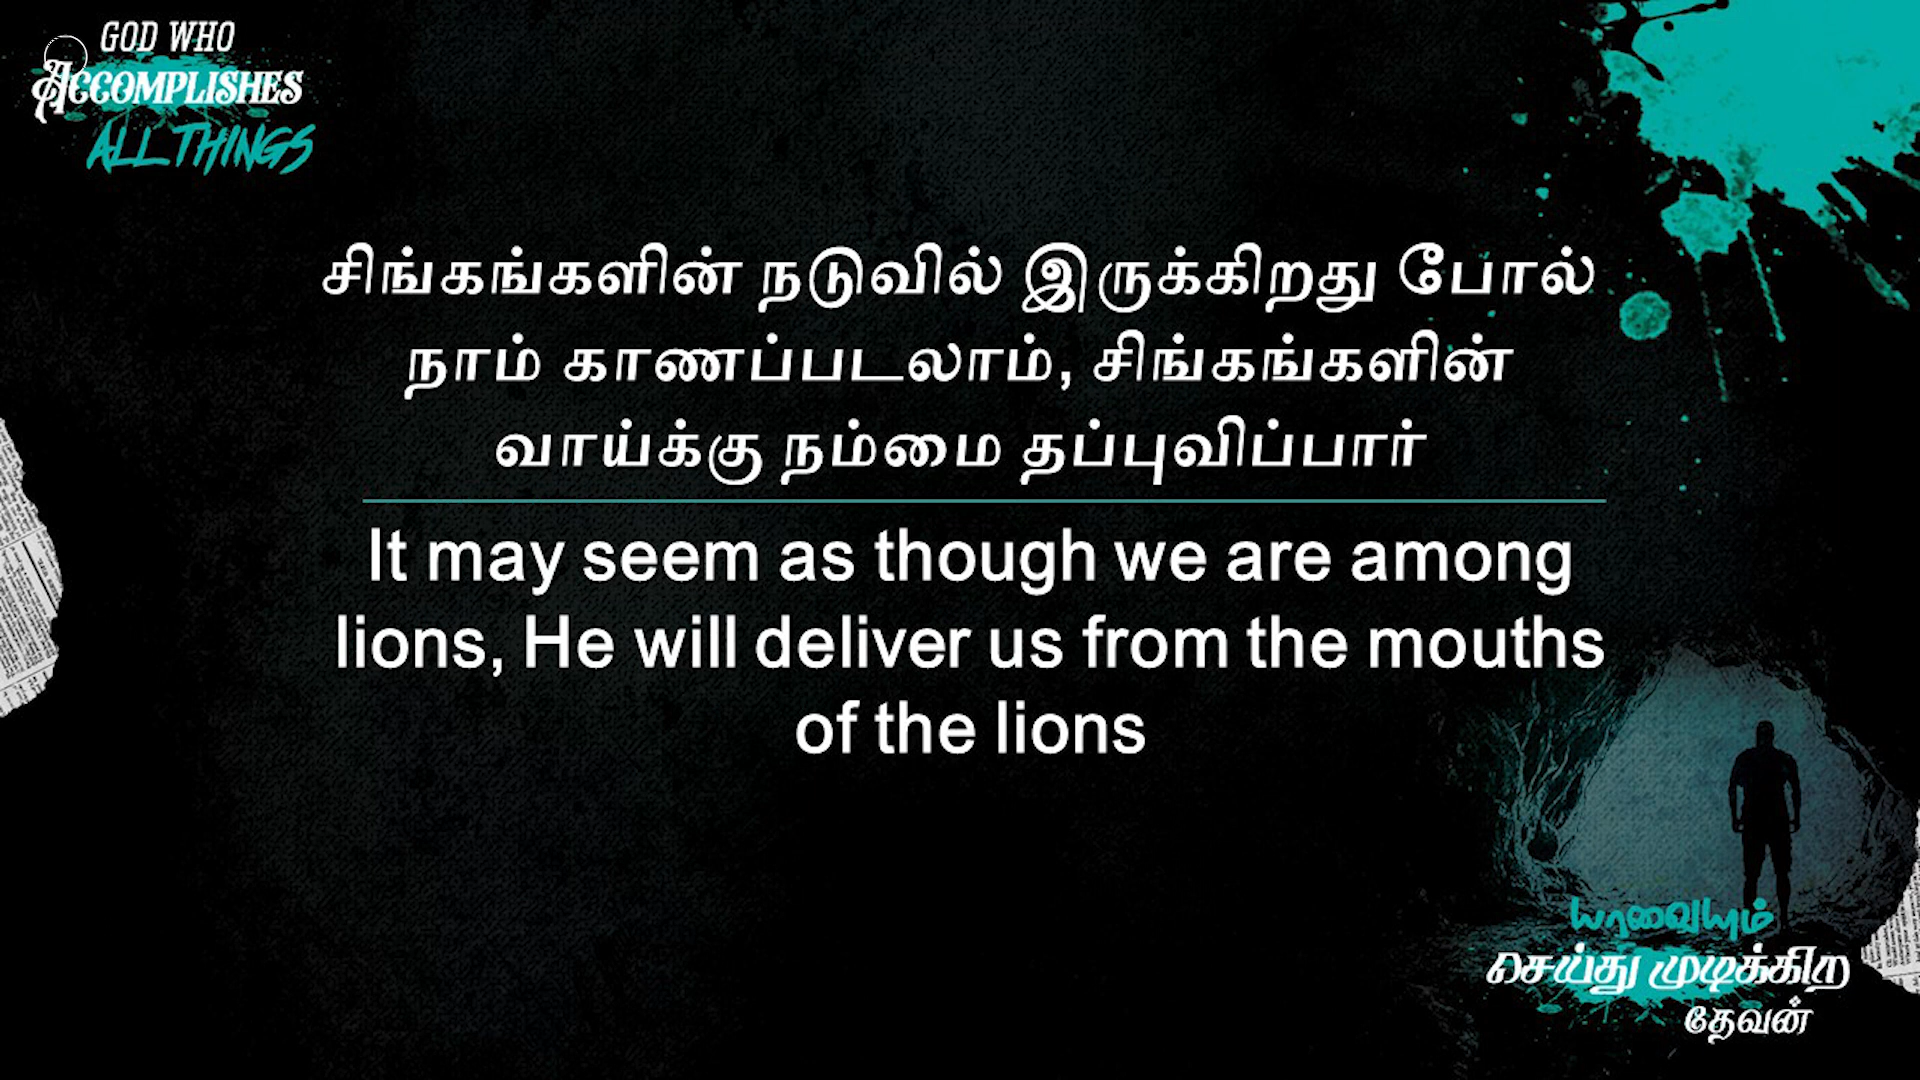 GOD WHO
ACCOMPLISHES
ALL THINGS
சிங்கங்களின் நடுவில் இருக்கிறது போல்
நாம் காணப்படலாம், சிங்கங்களின்
வாய்க்கு நம்மை தப்புவிப்பார்
It may seem as though we are among
lions, He will deliver us from the mouths
of the lions
யாவையும்
செய்து முடிக்கிற
தேவன்